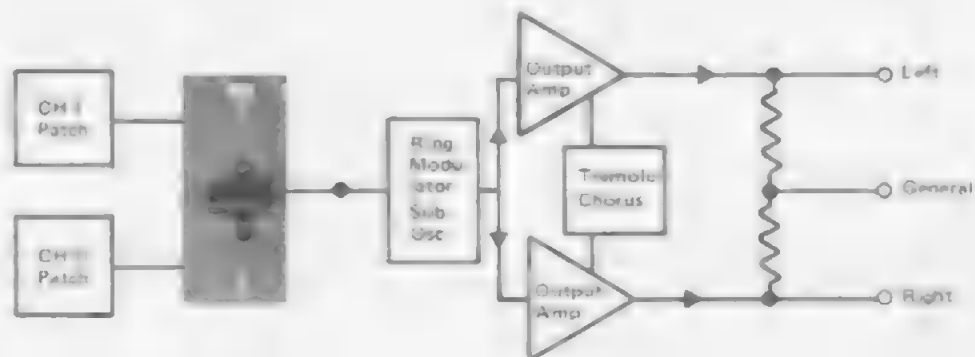 CH I
Patch
CH II
Patch
Ring
Modu
lator
Sub
Osc
Output
Amp
Tremolo
Chorus
Output
Amp
Left
General
Right